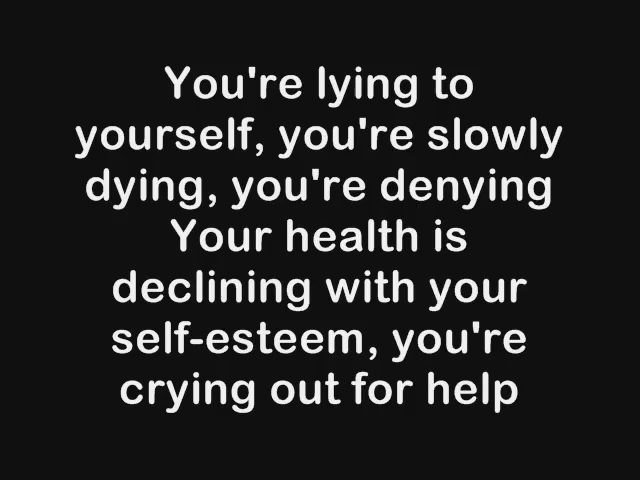 You're lying to
yourself, you're slowly
dying, you're denying
Your health is
declining with your
self-esteem, you're
crying out for help